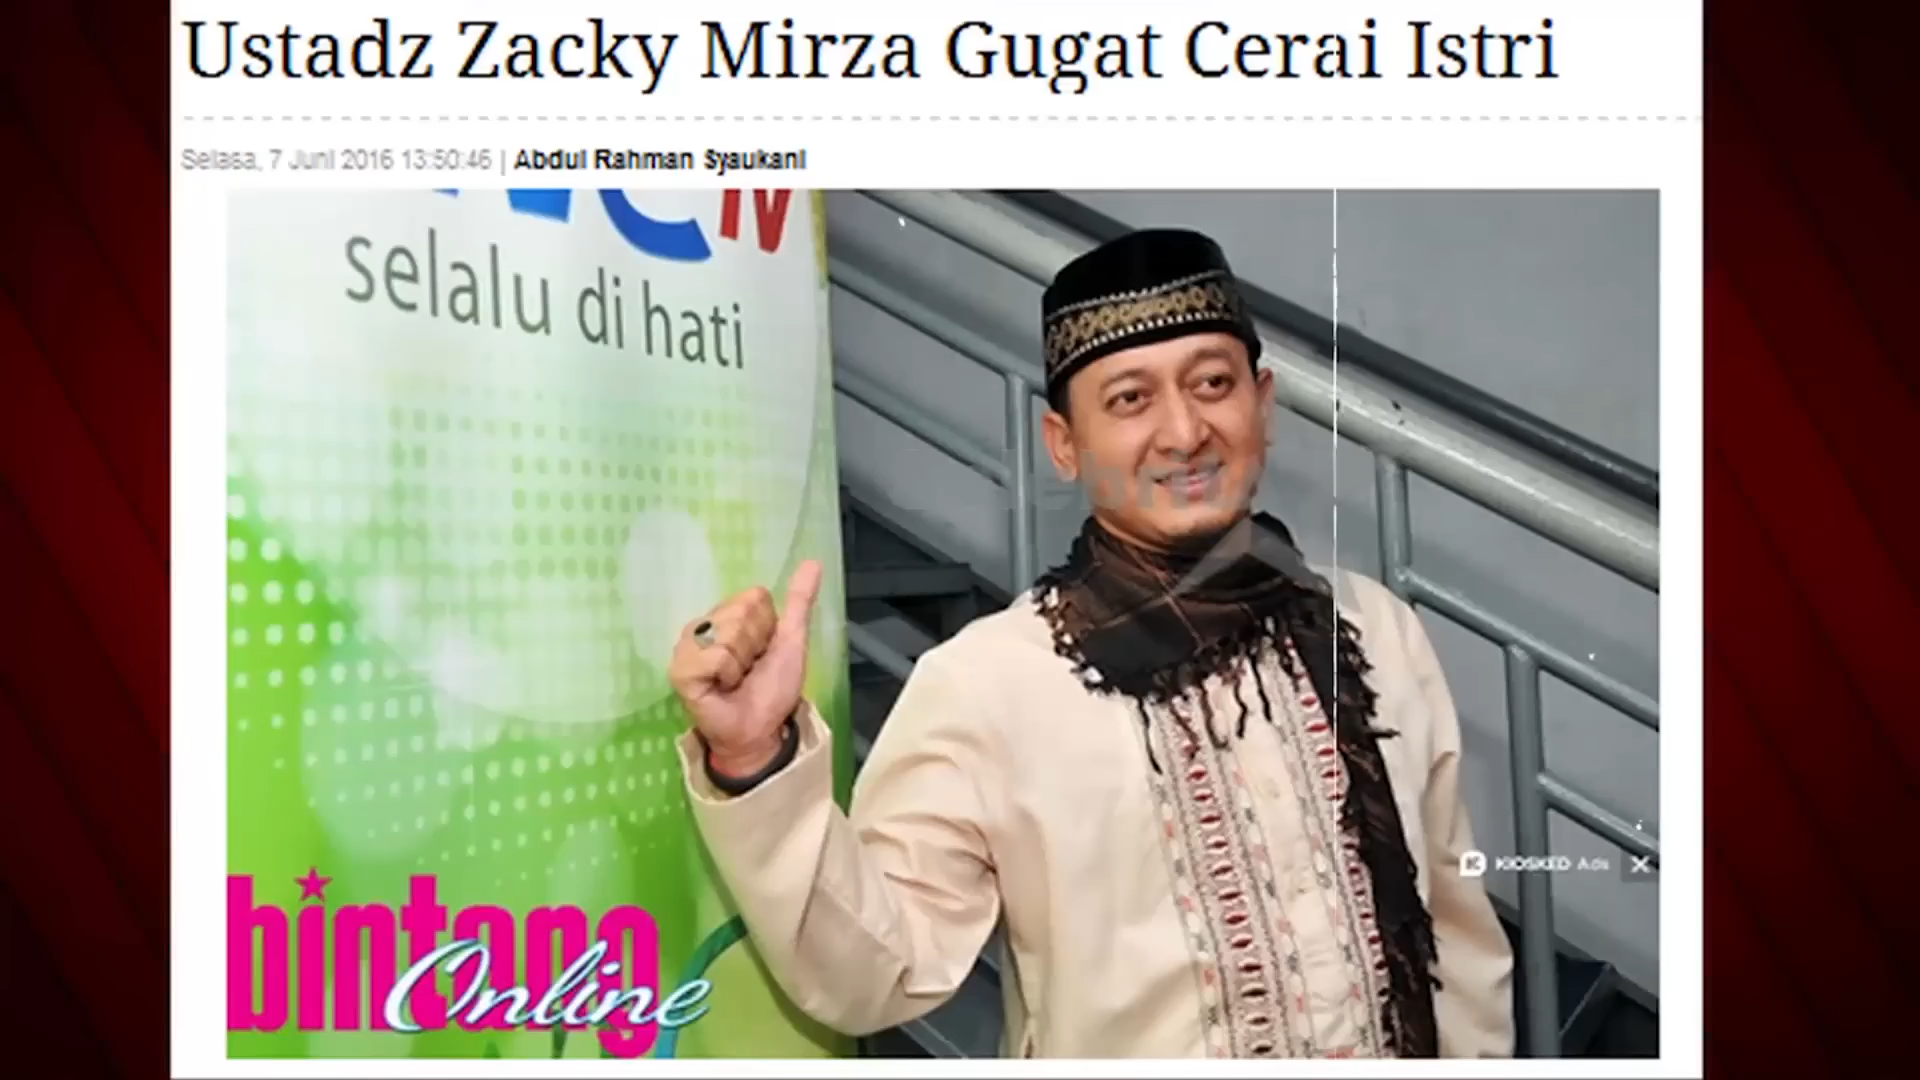 Ustadz Zacky Mirza Gugat Cerai Istri
Selasa, 7 Juni 2016 13:50:46 | Abdul Rahman Syaukani
TV
selalu di hati
bintang
Online
KIOSKED Ads